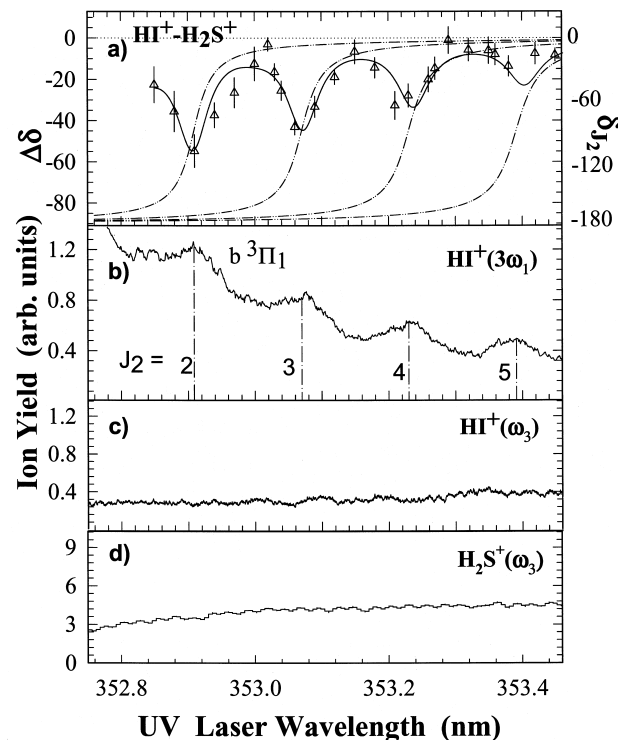 a) HI⁺-H₂S⁺
0
-20
-40
-60
-80
Δδ
0
-60
-120
-180
δJ₂
b) b ³Π₁ HI⁺(3ω₁)
1.2
0.8
0.4
J₂ = 2 3 4 5
c) HI⁺(ω₃)
1.2
0.8
0.4
d) H₂S⁺(ω₃)
9
6
3
0
Ion Yield (arb. units)
352.8 353.0 353.2 353.4
UV Laser Wavelength (nm)